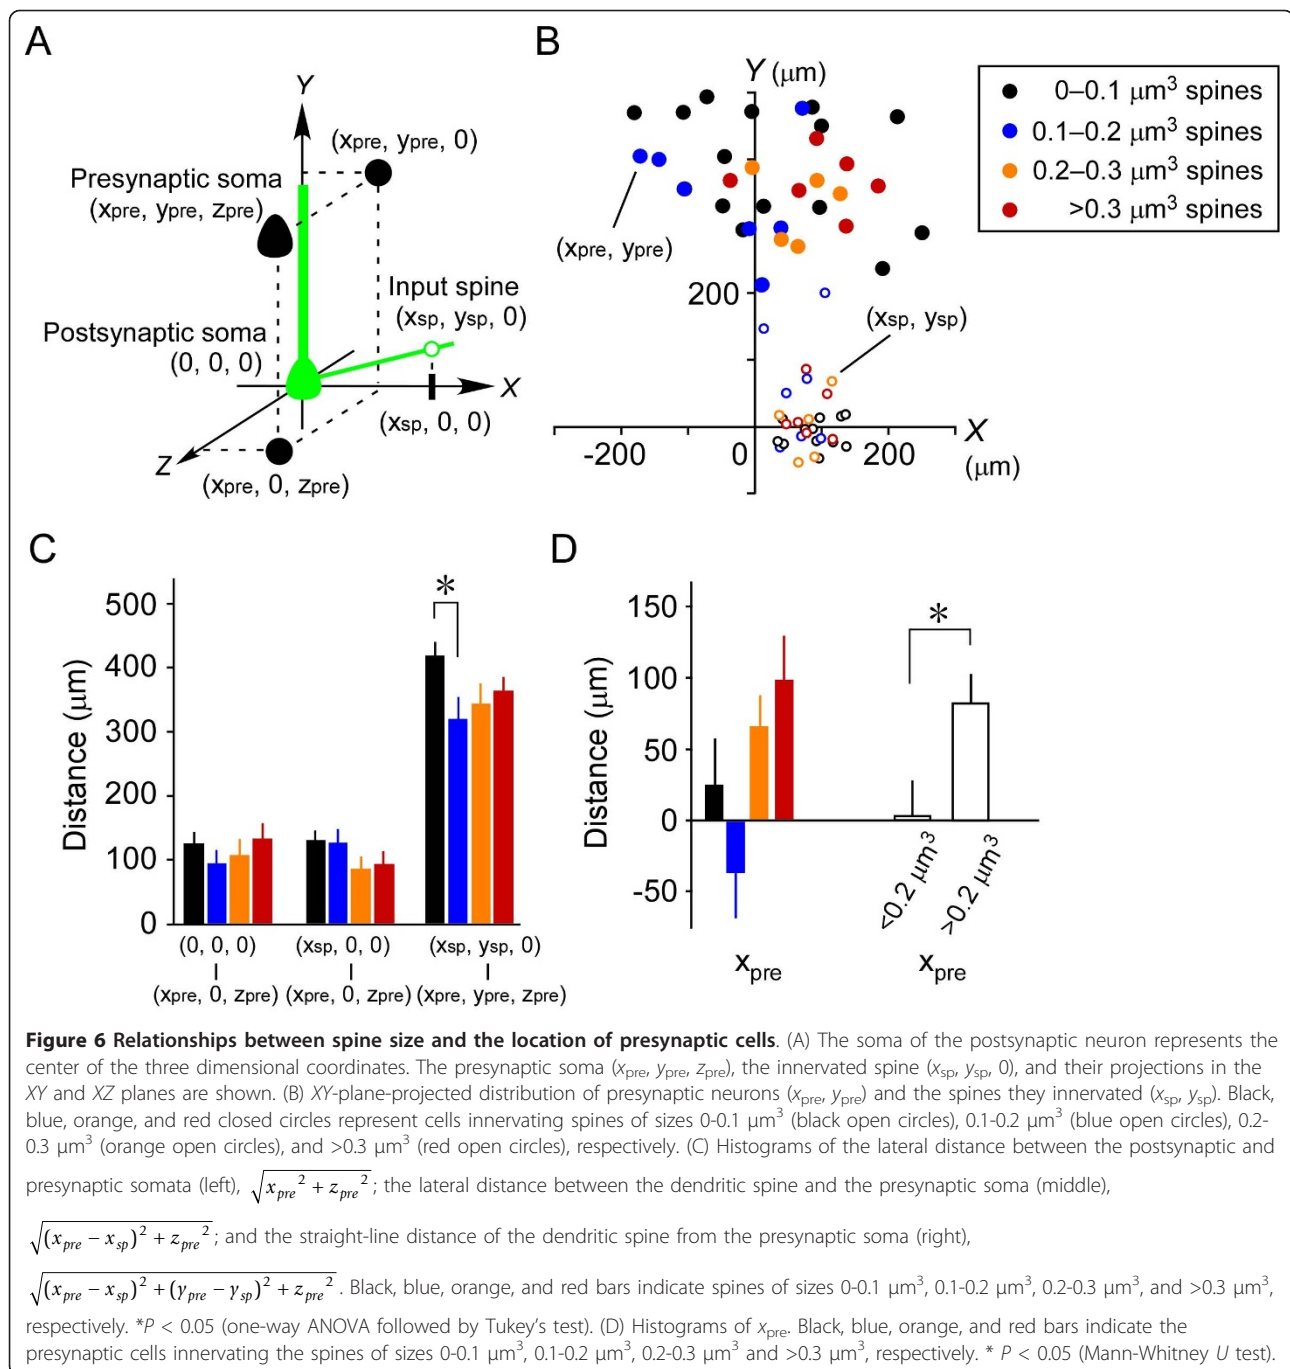 A
Y
(xpre, ypre, 0)
Presynaptic soma
(xpre, ypre, zpre)
Input spine
(xsp, ysp, 0)
Postsynaptic soma
(0, 0, 0)
X
(xsp, 0, 0)
Z
(xpre, 0, zpre)
B
Y (μm)
(xpre, ypre)
200
(xsp, ysp)
X
(μm)
-200
0
200
0–0.1 μm³ spines
0.1–0.2 μm³ spines
0.2–0.3 μm³ spines
>0.3 μm³ spines
C
Distance (μm)
500
400
300
200
100
0
*
(0, 0, 0)
(xsp, 0, 0)
(xsp, ysp, 0)
(xpre, 0, zpre)
(xpre, 0, zpre)
(xpre, ypre, zpre)
D
Distance (μm)
150
100
50
0
-50
*
<0.2 μm³
>0.2 μm³
xpre
xpre
Figure 6 Relationships between spine size and the location of presynaptic cells. (A) The soma of the postsynaptic neuron represents the
center of the three dimensional coordinates. The presynaptic soma (xpre, ypre, zpre), the innervated spine (xsp, ysp, 0), and their projections in the
XY and XZ planes are shown. (B) XY-plane-projected distribution of presynaptic neurons (xpre, ypre) and the spines they innervated (xsp, ysp). Black,
blue, orange, and red closed circles represent cells innervating spines of sizes 0-0.1 μm³ (black open circles), 0.1-0.2 μm³ (blue open circles), 0.2-
0.3 μm³ (orange open circles), and >0.3 μm³ (red open circles), respectively. (C) Histograms of the lateral distance between the postsynaptic and
presynaptic somata (left), √(xpre² + zpre²); the lateral distance between the dendritic spine and the presynaptic soma (middle),
√((xpre − xsp)² + zpre²); and the straight-line distance of the dendritic spine from the presynaptic soma (right),
√((xpre − xsp)² + (ypre − ysp)² + zpre²). Black, blue, orange, and red bars indicate spines of sizes 0-0.1 μm³, 0.1-0.2 μm³, 0.2-0.3 μm³, and >0.3 μm³,
respectively. *P < 0.05 (one-way ANOVA followed by Tukey's test). (D) Histograms of xpre. Black, blue, orange, and red bars indicate the
presynaptic cells innervating the spines of sizes 0-0.1 μm³, 0.1-0.2 μm³, 0.2-0.3 μm³ and >0.3 μm³, respectively. * P < 0.05 (Mann-Whitney U test).